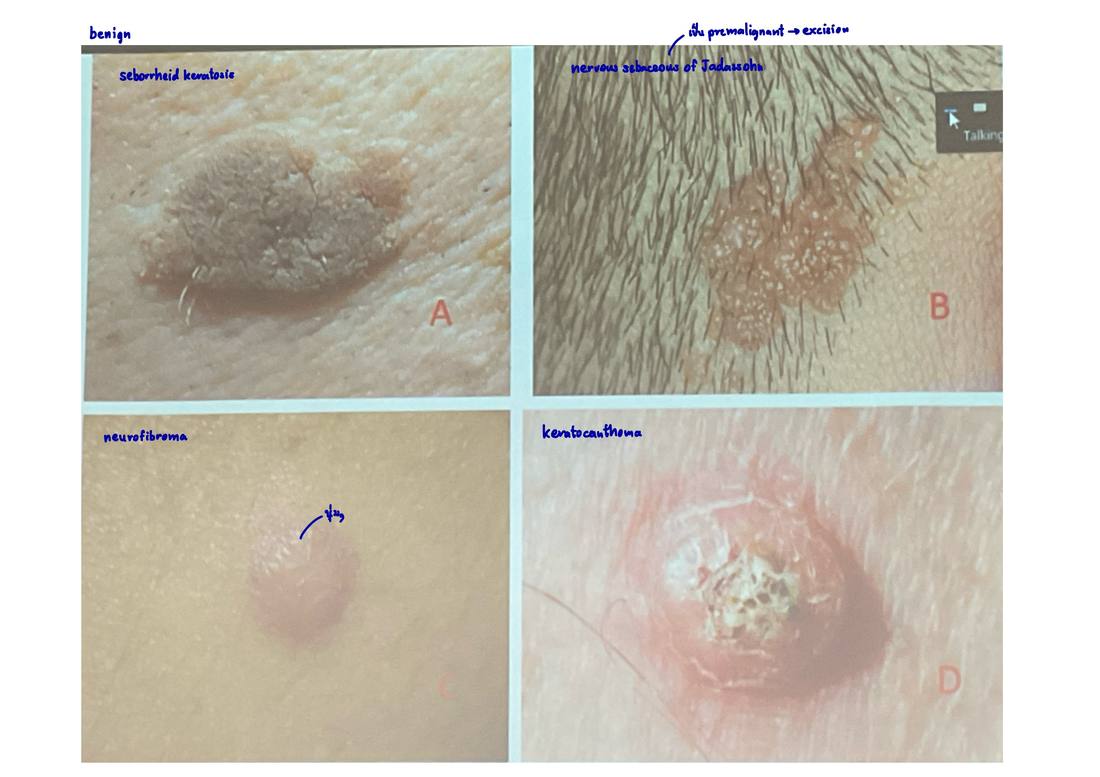 benign
เป็น premalignant → excision
seborrheid keratosis
nervous sebaceous of Jadassohn
Talking
A
B
neurofibroma
keratocanthoma
C
D